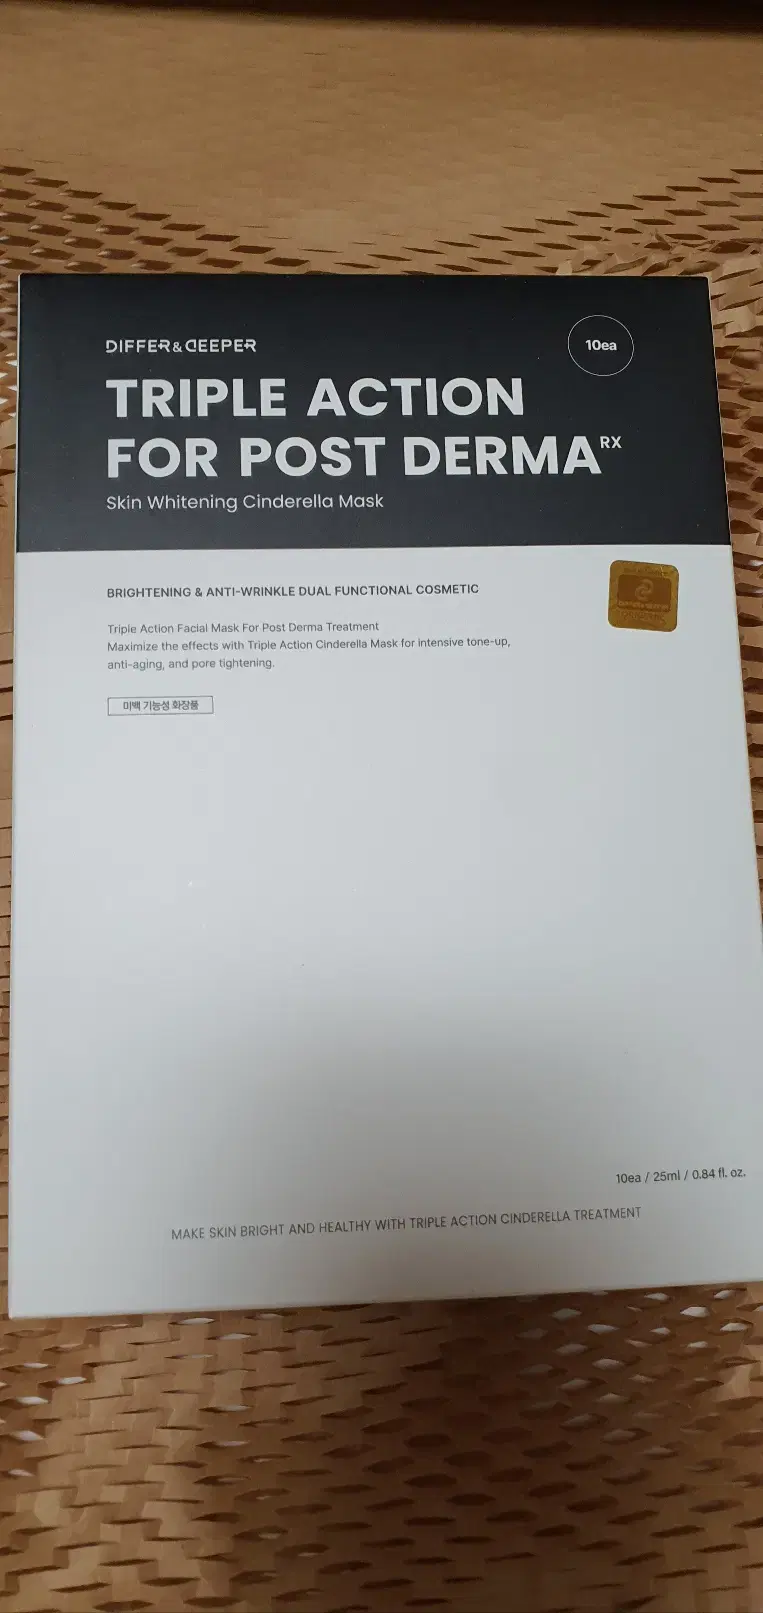 DIFFER&DEEPER
10ea
TRIPLE ACTION
FOR POST DERMA RX
Skin Whitening Cinderella Mask
BRIGHTENING & ANTI-WRINKLE DUAL FUNCTIONAL COSMETIC
Triple Action Facial Mask For Post Derma Treatment
Maximize the effects with Triple Action Cinderella Mask for intensive tone-up,
anti-aging, and pore tightening.
미백 기능성 화장품
10ea / 25ml / 0.84 fl. oz.
MAKE SKIN BRIGHT AND HEALTHY WITH TRIPLE ACTION CINDERELLA TREATMENT